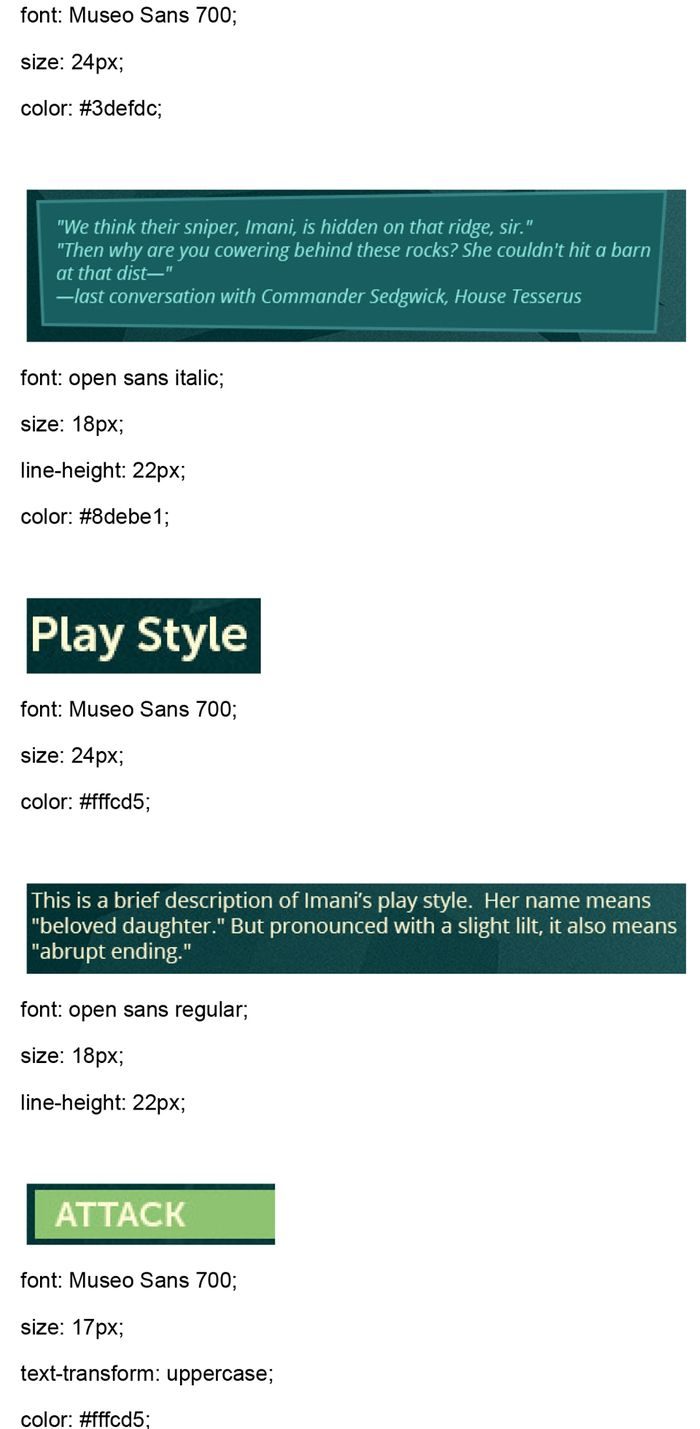 font: Museo Sans 700;
size: 24px;
color: #3defdc;
"We think their sniper, Imani, is hidden on that ridge, sir."
"Then why are you cowering behind these rocks? She couldn't hit a barn
at that dist—"
—last conversation with Commander Sedgwick, House Tesserus
font: open sans italic;
size: 18px;
line-height: 22px;
color: #8debe1;
Play Style
font: Museo Sans 700;
size: 24px;
color: #fffcd5;
This is a brief description of Imani’s play style.  Her name means
"beloved daughter." But pronounced with a slight lilt, it also means
"abrupt ending."
font: open sans regular;
size: 18px;
line-height: 22px;
ATTACK
font: Museo Sans 700;
size: 17px;
text-transform: uppercase;
color: #fffcd5;